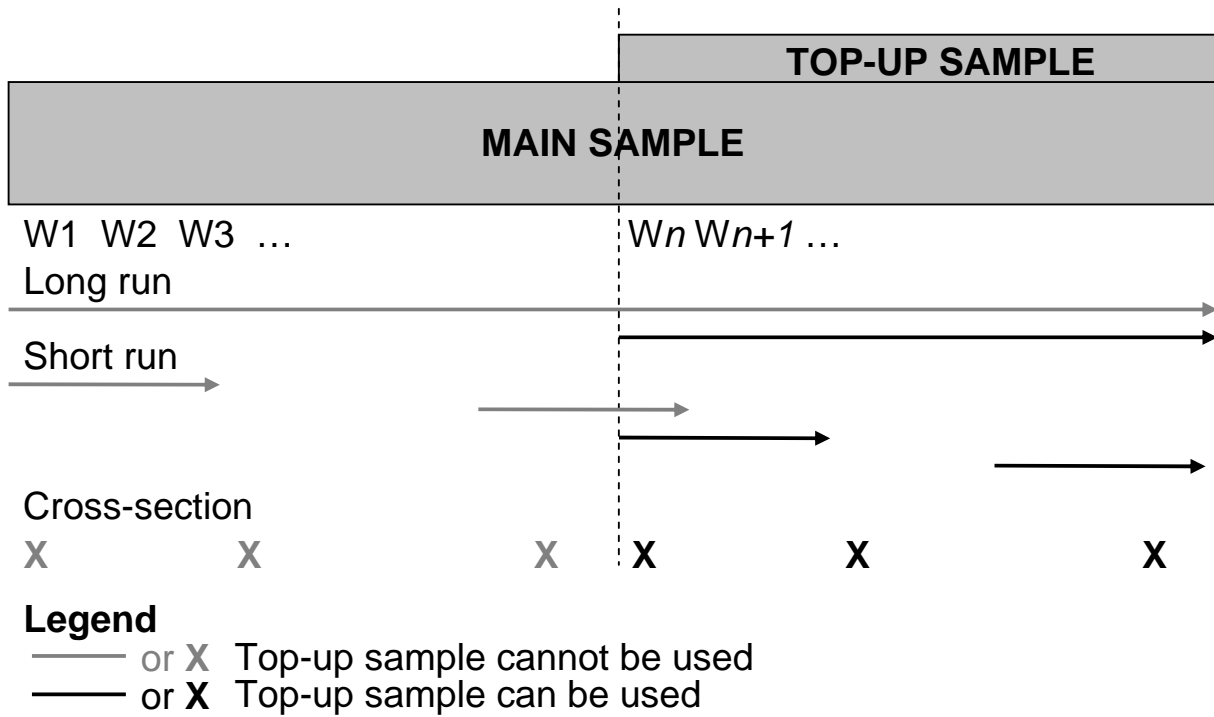 TOP-UP SAMPLE
MAIN SAMPLE
W1 W2 W3 … Wn Wn+1 …
Long run
Short run
Cross-section
X X X X X X
Legend
or X Top-up sample cannot be used
or X Top-up sample can be used